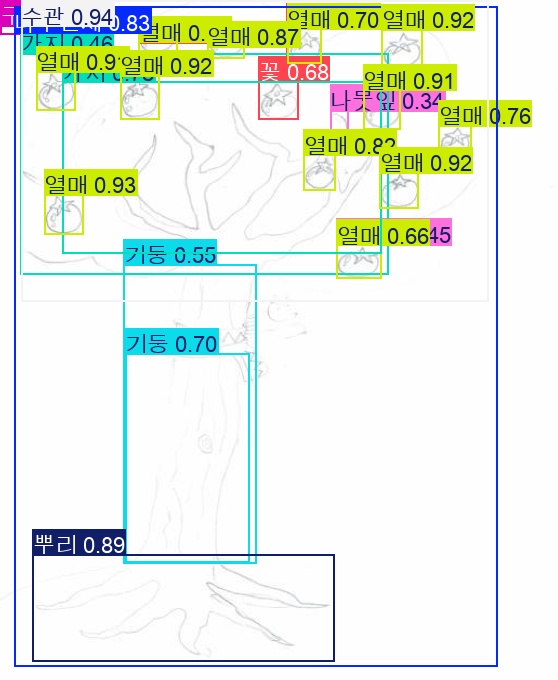 수관 0.94
0.83
열매 0.70
열매 0.92
열매 0.
열매 0.87
가지 0.46
열매 0.9
열매 0.92
꽃 0.68
열매 0.91
나뭇잎 0.34
열매 0.76
열매 0.82
열매 0.92
열매 0.93
열매 0.66
45
기둥 0.55
기둥 0.70
뿌리 0.89